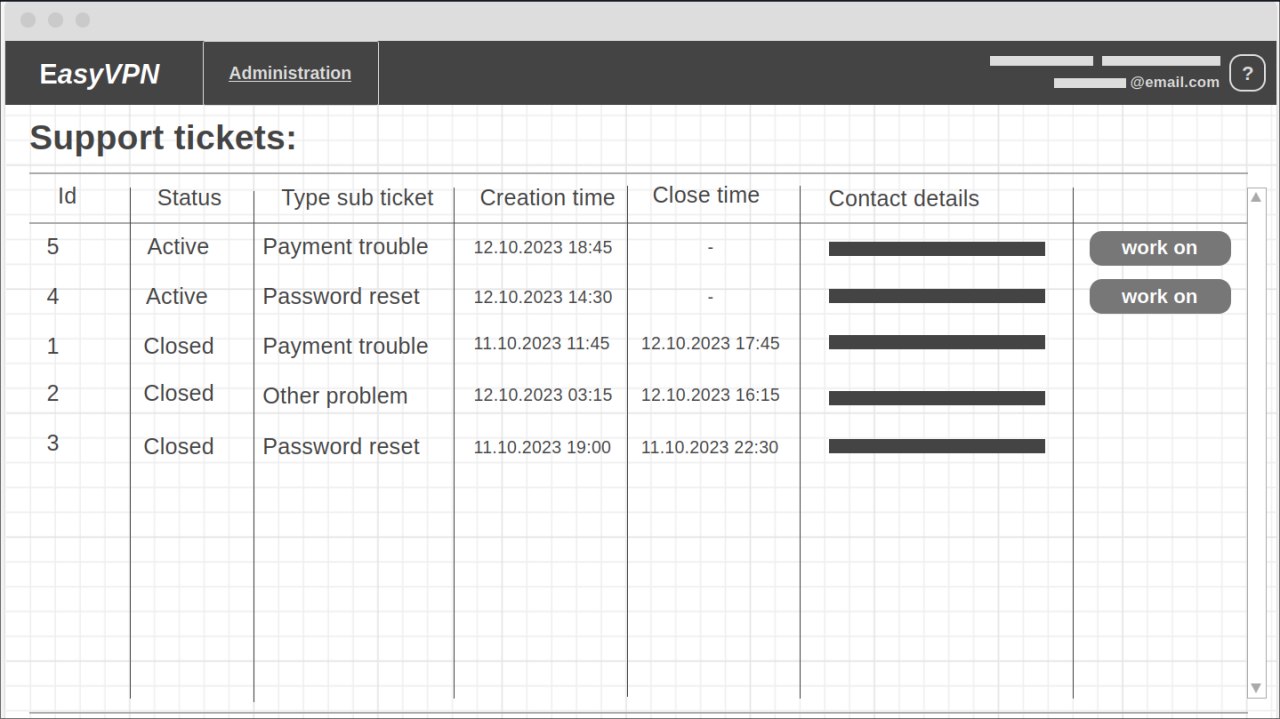 EasyVPN Administration @email.com ?
Support tickets:
Id Status Type sub ticket Creation time Close time Contact details
5 Active Payment trouble 12.10.2023 18:45 - work on
4 Active Password reset 12.10.2023 14:30 - work on
1 Closed Payment trouble 11.10.2023 11:45 12.10.2023 17:45
2 Closed Other problem 12.10.2023 03:15 12.10.2023 16:15
3 Closed Password reset 11.10.2023 19:00 11.10.2023 22:30